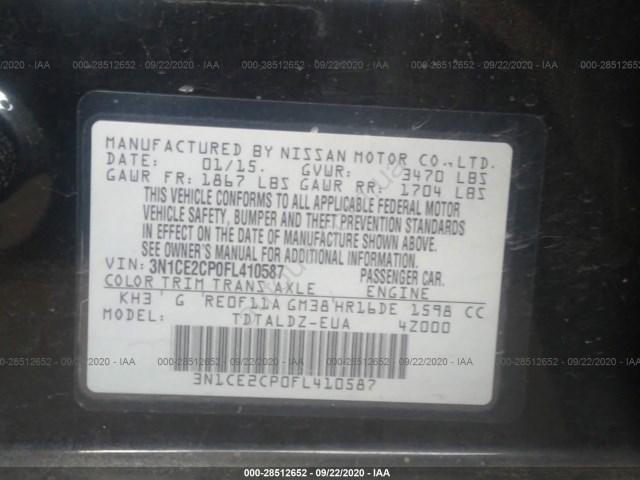 000-28512652 - 09/22/2020 - IAA
MANUFACTURED BY NISSAN MOTOR CO.,LTD.
DATE: 01/15. GVWR: 3470 LBS
GAWR FR: 1867 LBS GAWR RR: 1704 LBS
THIS VEHICLE CONFORMS TO ALL APPLICABLE FEDERAL MOTOR
VEHICLE SAFETY, BUMPER AND THEFT PREVENTION STANDARDS
IN EFFECT ON THE DATE OF MANUFACTURE SHOWN ABOVE.
SEE OWNER'S MANUAL FOR ADDITIONAL INFORMATION.
VIN: 3N1CE2CP0FL410587 PASSENGER CAR.
COLOR TRIM TRANS AXLE ENGINE
KH3 G RE0F11A GM38 HR16DE 1598 CC
MODEL: TDTALDZ-EUA 4Z000
3N1CE2CP0FL410587
000-28512652 - 09/22/2020 - IAA